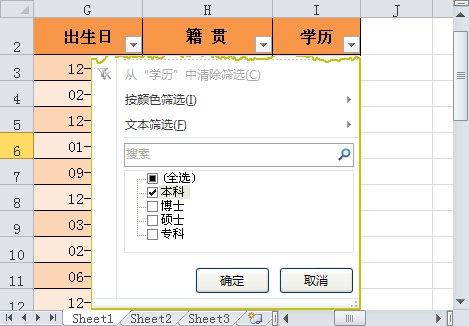 G H I J K
2 出生日 籍 贯 学历
3 12-
4 02-
5 12-
6 01-
7 09-
8 12-
9 03-
10 02-
11 06-
12 12-
从“学历”中清除筛选(C)
按颜色筛选(I)
文本筛选(F)
搜索
(全选)
本科
博士
硕士
专科
确定 取消
Sheet1 Sheet2 Sheet3